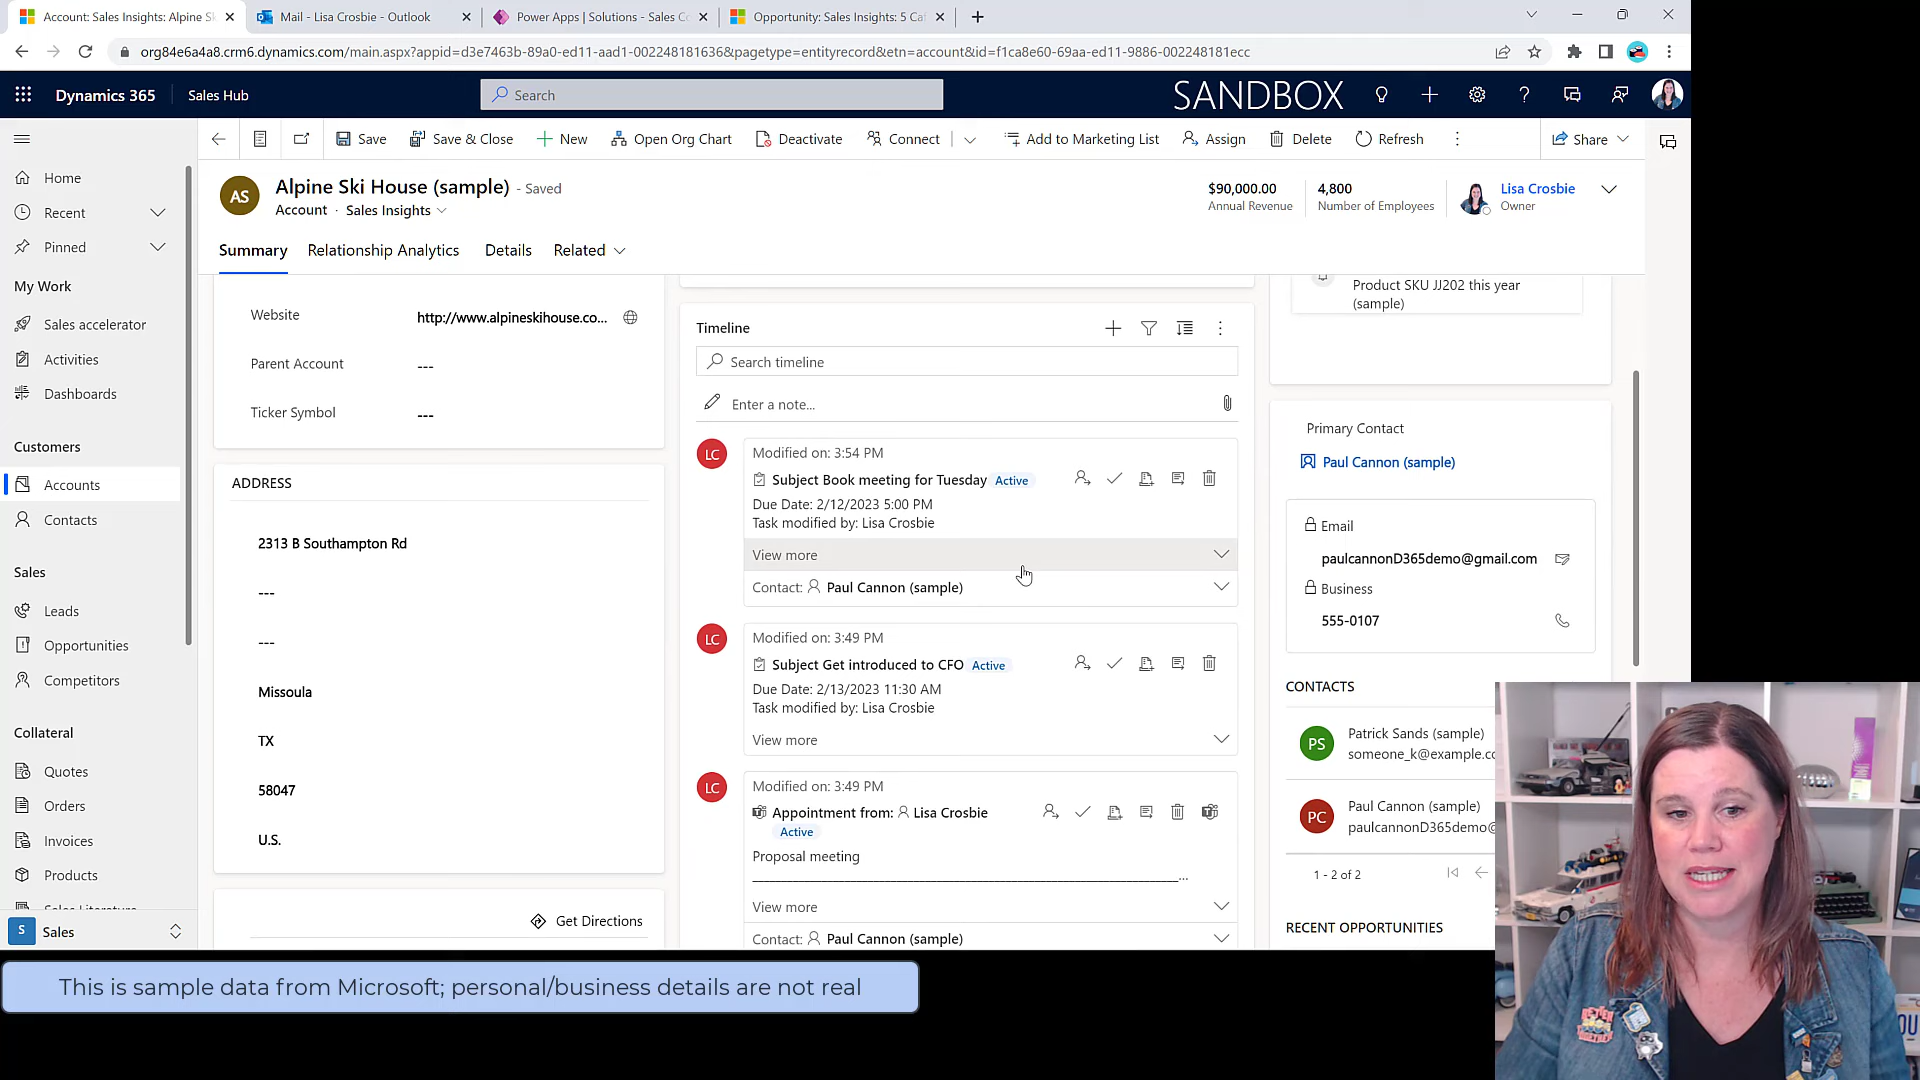 Account: Sales Insights: Alpine Sk
Mail - Lisa Crosbie - Outlook
Power Apps | Solutions - Sales Co
Opportunity: Sales Insights: 5 Caf
org84e6a4a8.crm6.dynamics.com/main.aspx?appid=d3e7463b-89a0-ed11-aad1-002248181636&pagetype=entityrecord&etn=account&id=f1ca8e60-69aa-ed11-9886-002248181ecc
Dynamics 365
Sales Hub
Search
SANDBOX
Save
Save & Close
New
Open Org Chart
Deactivate
Connect
Add to Marketing List
Assign
Delete
Refresh
Share
Home
Recent
Pinned
My Work
Sales accelerator
Activities
Dashboards
Customers
Accounts
Contacts
Sales
Leads
Opportunities
Competitors
Collateral
Quotes
Orders
Invoices
Products
Sales Literature
S
Sales
AS
Alpine Ski House (sample) - Saved
Account · Sales Insights
$90,000.00
Annual Revenue
4,800
Number of Employees
Lisa Crosbie
Owner
Summary
Relationship Analytics
Details
Related
Website
http://www.alpineskihouse.co...
Parent Account
---
Ticker Symbol
---
ADDRESS
2313 B Southampton Rd
---
---
Missoula
TX
58047
U.S.
Get Directions
Timeline
Search timeline
Enter a note...
LC
Modified on: 3:54 PM
Subject Book meeting for Tuesday Active
Due Date: 2/12/2023 5:00 PM
Task modified by: Lisa Crosbie
View more
Contact: Paul Cannon (sample)
LC
Modified on: 3:49 PM
Subject Get introduced to CFO Active
Due Date: 2/13/2023 11:30 AM
Task modified by: Lisa Crosbie
View more
LC
Modified on: 3:49 PM
Appointment from: Lisa Crosbie
Active
Proposal meeting
...
View more
Contact: Paul Cannon (sample)
Product SKU JJ202 this year
(sample)
Primary Contact
Paul Cannon (sample)
Email
paulcannonD365demo@gmail.com
Business
555-0107
CONTACTS
PS
Patrick Sands (sample)
someone_k@example.co
PC
Paul Cannon (sample)
paulcannonD365demo@
1 - 2 of 2
RECENT OPPORTUNITIES
This is sample data from Microsoft; personal/business details are not real